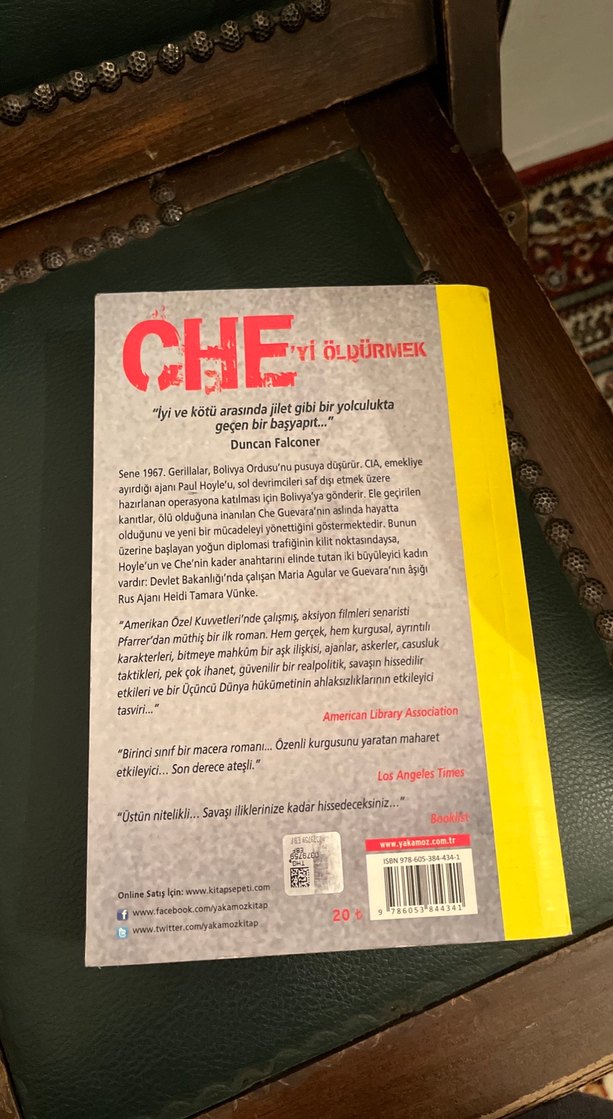 CHE'Yİ ÖLDÜRMEK
"İyi ve kötü arasında jilet gibi bir yolculukta
geçen bir başyapıt..."
Duncan Falconer
Sene 1967. Gerillalar, Bolivya Ordusu'nu pusuya düşürür. CIA, emekliye
ayırdığı ajanı Paul Hoyle'u, sol devrimcileri saf dışı etmek üzere
hazırlanan operasyona katılması için Bolivya'ya gönderir. Ele geçirilen
kanıtlar, ölü olduğuna inanılan Che Guevara'nın aslında hayatta
olduğunu ve yeni bir mücadeleyi yönettiğini göstermektedir. Bunun
üzerine başlayan yoğun diplomasi trafiğinin kilit noktasındaysa,
Hoyle'un ve Che'nin kader anahtarını elinde tutan iki büyüleyici kadın
vardır: Devlet Bakanlığı'nda çalışan Maria Agular ve Guevara'nın âşığı
Rus Ajanı Heidi Tamara Vünke.
"Amerikan Özel Kuvvetleri'nde çalışmış, aksiyon filmleri senaristi
Pfarrer'dan müthiş bir ilk roman. Hem gerçek, hem kurgusal, ayrıntılı
karakterleri, bitmeye mahkûm bir aşk ilişkisi, ajanlar, askerler, casusluk
taktikleri, pek çok ihanet, güvenilir bir realpolitik, savaşın hissedilir
etkileri ve bir Üçüncü Dünya hükümetinin ahlaksızlıklarının etkileyici
tasviri..."
American Library Association
"Birinci sınıf bir macera romanı... Özenli kurgusunu yaratan maharet
etkileyici... Son derece ateşli."
Los Angeles Times
"Üstün nitelikli... Savaşı iliklerinize kadar hissedeceksiniz..."
Booklist
www.yakamoz.com.tr
ISBN 978-605-384-434-1
9 786053 844341
20 ₺
Online Satış İçin: www.kitapsepeti.com
www.facebook.com/yakamozkitap
www.twitter.com/yakamozkitap